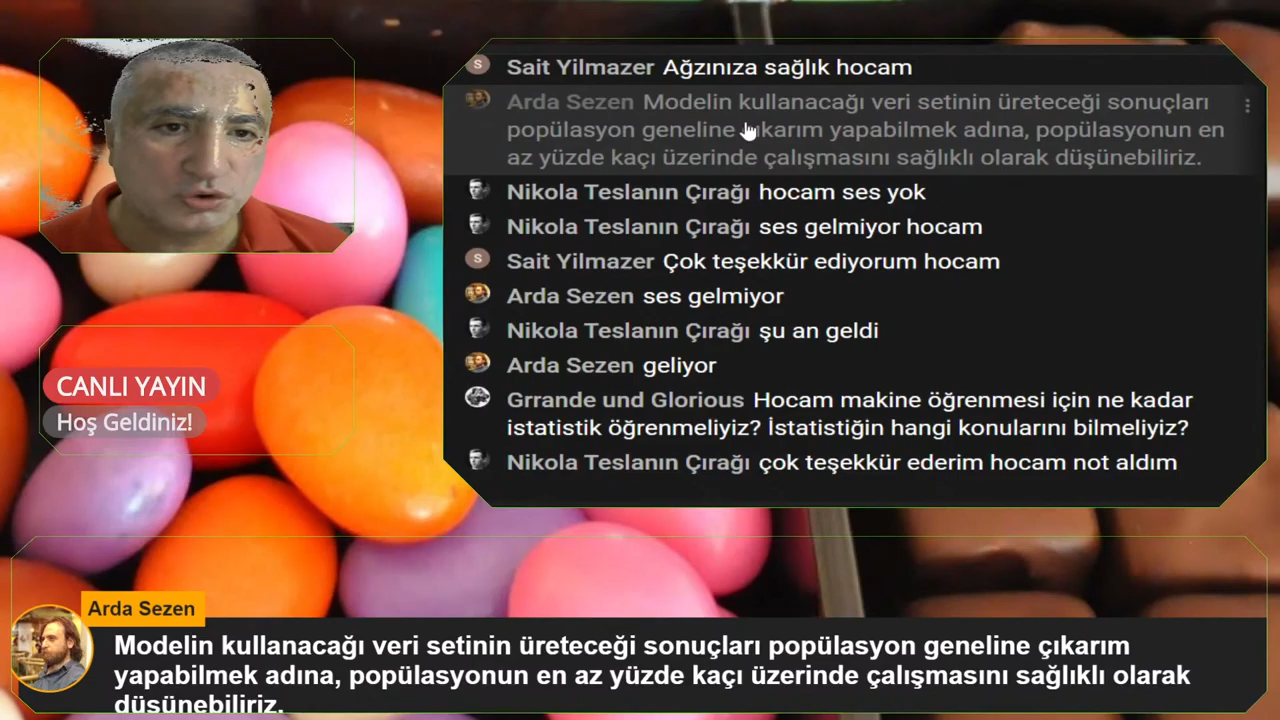 S Sait Yilmazer Ağzınıza sağlık hocam
Arda Sezen Modelin kullanacağı veri setinin üreteceği sonuçları
popülasyon geneline çıkarım yapabilmek adına, popülasyonun en
az yüzde kaçı üzerinde çalışmasını sağlıklı olarak düşünebiliriz.
Nikola Teslanın Çırağı hocam ses yok
Nikola Teslanın Çırağı ses gelmiyor hocam
S Sait Yilmazer Çok teşekkür ediyorum hocam
Arda Sezen ses gelmiyor
Nikola Teslanın Çırağı şu an geldi
Arda Sezen geliyor
Grrande und Glorious Hocam makine öğrenmesi için ne kadar
istatistik öğrenmeliyiz? İstatistiğin hangi konularını bilmeliyiz?
Nikola Teslanın Çırağı çok teşekkür ederim hocam not aldım
CANLI YAYIN
Hoş Geldiniz!
Arda Sezen
Modelin kullanacağı veri setinin üreteceği sonuçları popülasyon geneline çıkarım
yapabilmek adına, popülasyonun en az yüzde kaçı üzerinde çalışmasını sağlıklı olarak
düşünebiliriz.